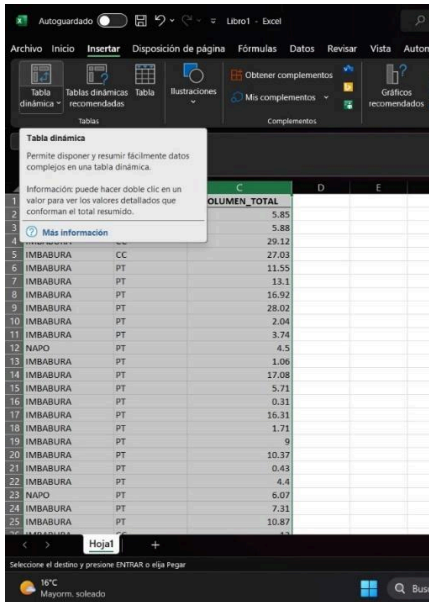 Autoguardado
Libro1 - Excel
Archivo Inicio Insertar Disposición de página Fórmulas Datos Revisar Vista Autom
Tabla dinámica
Tablas dinámicas recomendadas
Tabla
Ilustraciones
Obtener complementos
Mis complementos
Gráficos recomendados
Tablas
Complementos
Tabla dinámica
Permite disponer y resumir fácilmente datos
complejos en una tabla dinámica.
Información: puede hacer doble clic en un
valor para ver los valores detallados que
conforman el total resumido.
Más información
C D E
1 OLUMEN_TOTAL
2 5.85
3 5.88
4 29.12
5 IMBABURA CC 27.03
6 IMBABURA PT 11.55
7 IMBABURA PT 13.1
8 IMBABURA PT 16.92
9 IMBABURA PT 28.02
10 IMBABURA PT 2.04
11 IMBABURA PT 3.74
12 NAPO PT 4.5
13 IMBABURA PT 1.06
14 IMBABURA PT 17.08
15 IMBABURA PT 5.71
16 IMBABURA PT 0.31
17 IMBABURA PT 16.31
18 IMBABURA PT 1.71
19 IMBABURA PT 9
20 IMBABURA PT 10.37
21 IMBABURA PT 0.43
22 IMBABURA PT 4.4
23 NAPO PT 6.07
24 IMBABURA PT 7.31
25 IMBABURA PT 10.87
Hoja1
Seleccione el destino y presione ENTRAR o elija Pegar
16°C
Mayorm. soleado
Bus